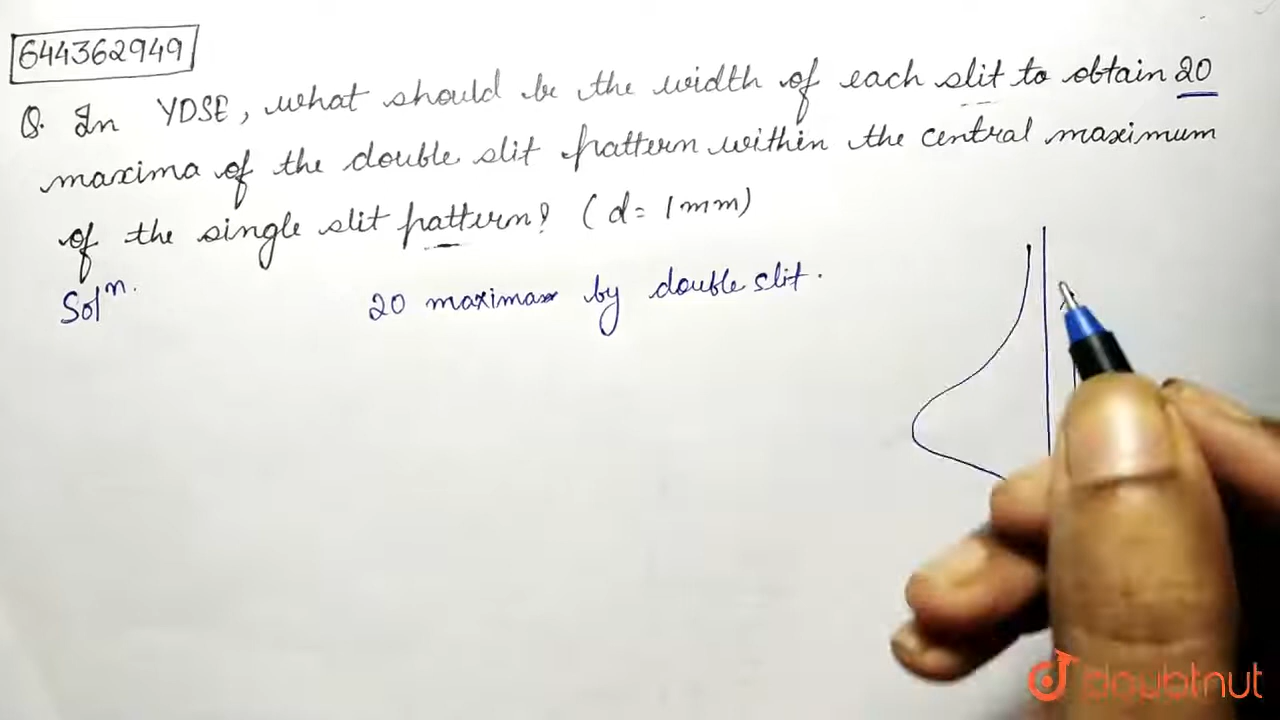 644362949
Q. In YDSE, what should be the width of each slit to obtain 20
maxima of the double slit pattern within the central maximum
of the single slit pattern? (d = 1mm)
Solⁿ. 20 maxima by double slit.
doubtnut